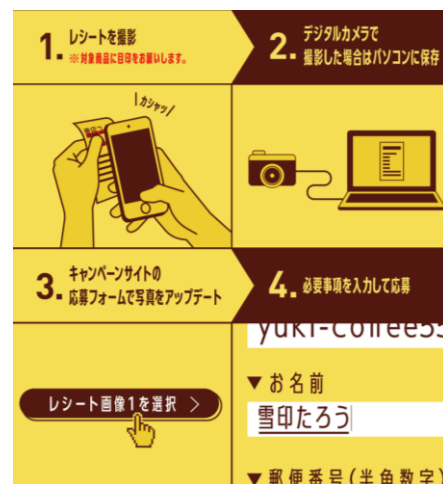 1. レシートを撮影
※対象商品に目印をお願いします。
2. デジタルカメラで
撮影した場合はパソコンに保存
カシャッ
3. キャンペーンサイトの
応募フォームで写真をアップデート
4. 必要事項を入力して応募
レシート画像1を選択 >
yuki-coffee55
▼お名前
雪印たろう
▼郵便番号(半角数字)